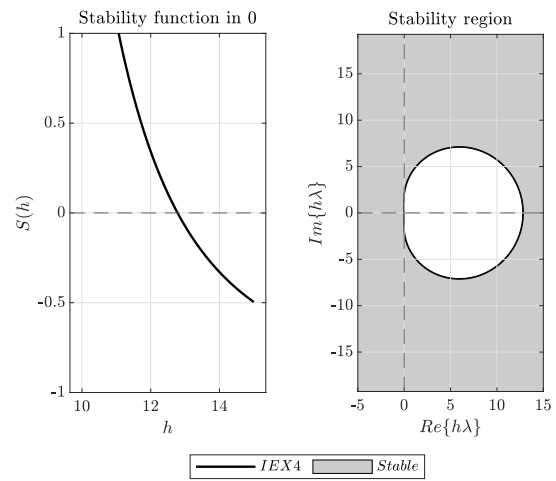 Stability function in 0
1
0.5
0
-0.5
-1
10
12
14
h
S(h)
Stability region
15
10
5
0
-5
-10
-15
-5
0
5
10
15
Re{hλ}
Im{hλ}
IEX4
Stable